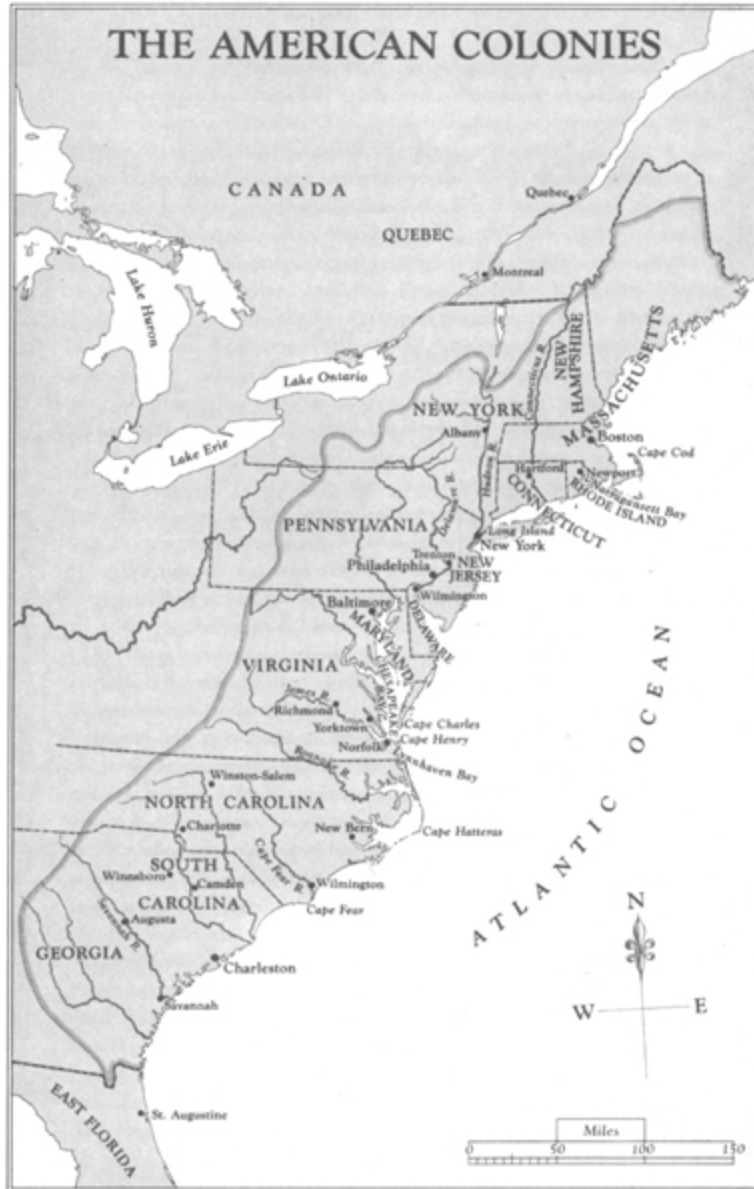 THE AMERICAN COLONIES
CANADA
Quebec
QUEBEC
Montreal
Lake Huron
Lake Ontario
Lake Erie
NEW HAMPSHIRE
Connecticut R.
MASSACHUSETTS
NEW YORK
Albany
Hudson R.
Boston
Cape Cod
Hartford
Newport
Narragansett Bay
RHODE ISLAND
CONNECTICUT
Delaware R.
PENNSYLVANIA
Long Island
New York
Trenton
NEW JERSEY
Philadelphia
Wilmington
Baltimore
MARYLAND
DELAWARE
VIRGINIA
CHESAPEAKE BAY
James R.
Richmond
Yorktown
Cape Charles
Cape Henry
Norfolk
Lynnhaven Bay
Roanoke R.
Winston-Salem
NORTH CAROLINA
Charlotte
New Bern
Cape Hatteras
SOUTH CAROLINA
Winnsboro
Camden
Cape Fear R.
Wilmington
Cape Fear
Augusta
Savannah R.
GEORGIA
Charleston
Savannah
EAST FLORIDA
St. Augustine
ATLANTIC OCEAN
N
W E
Miles
0 50 100 150